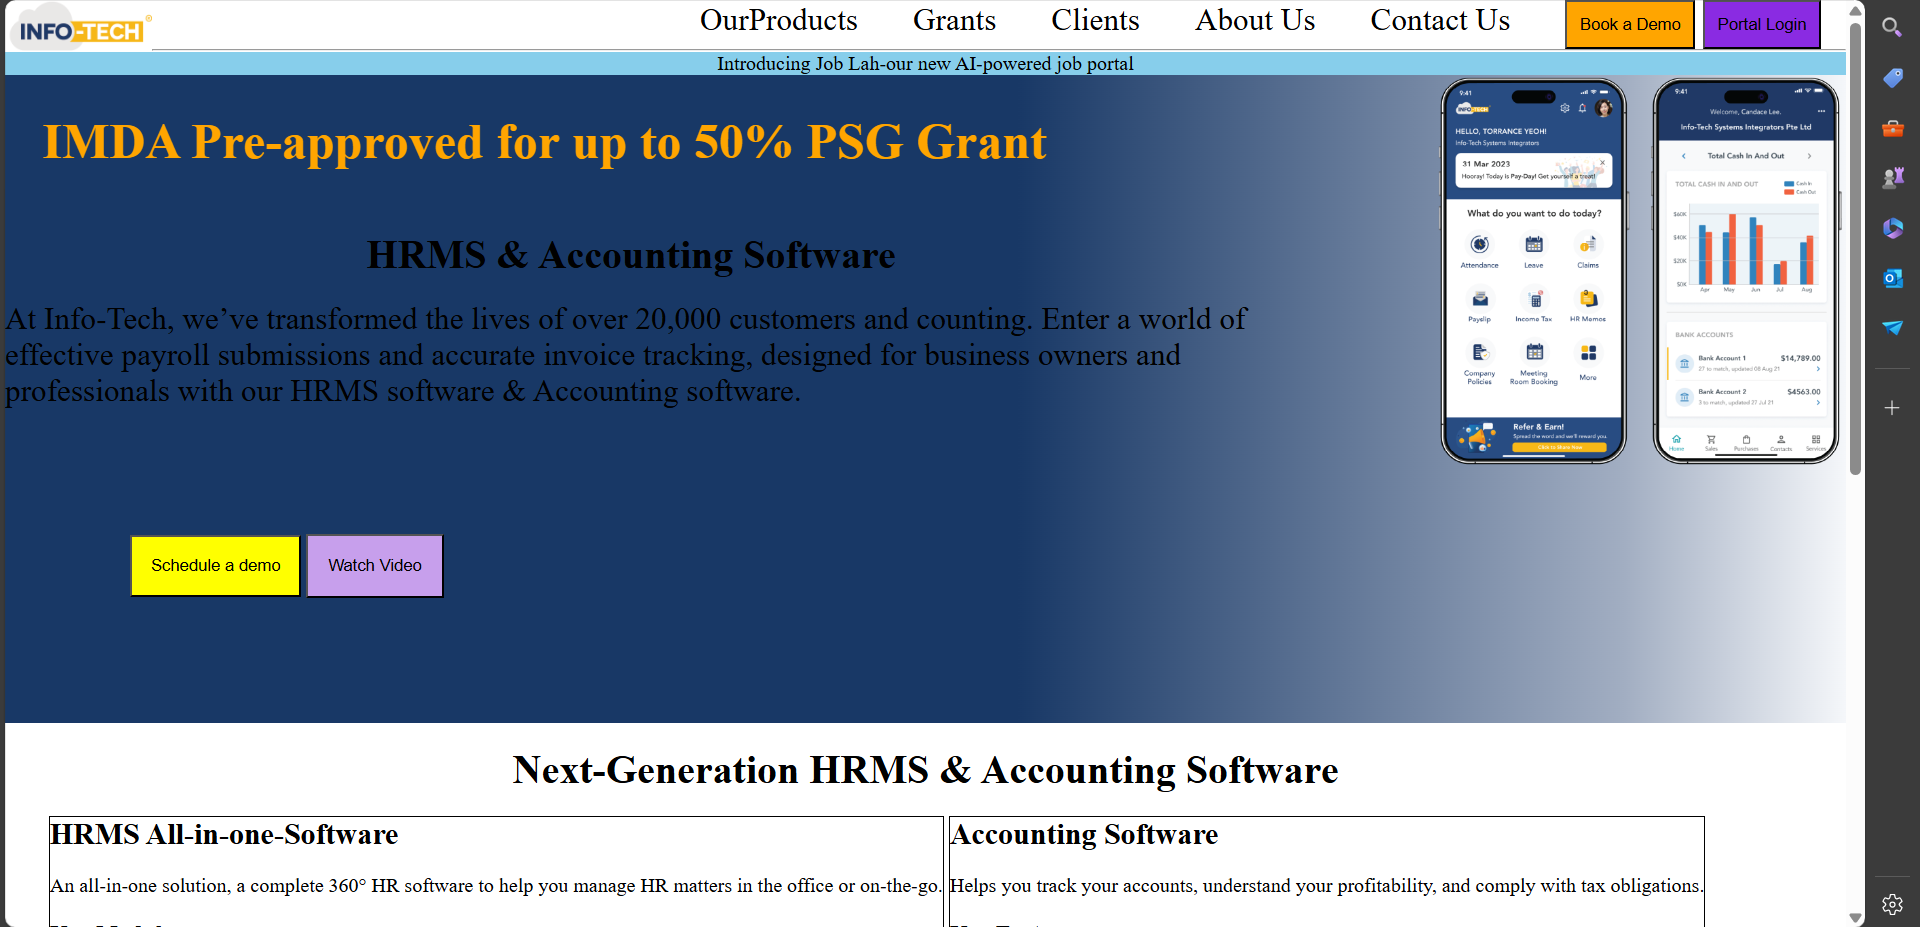 INFO-TECH®
OurProducts Grants Clients About Us Contact Us Book a Demo Portal Login
Introducing Job Lah-our new AI-powered job portal
IMDA Pre-approved for up to 50% PSG Grant
HRMS & Accounting Software
At Info-Tech, we’ve transformed the lives of over 20,000 customers and counting. Enter a world of
effective payroll submissions and accurate invoice tracking, designed for business owners and
professionals with our HRMS software & Accounting software.
Schedule a demo Watch Video
9:41
INFO-TECH
HELLO, TORRANCE YEOH!
Info-Tech Systems Integrators
31 Mar 2023
Hooray! Today is Pay-Day! Get yourself a treat!
What do you want to do today?
Attendance Leave Claims
Payslip Income Tax HR Memos
Company Policies
Meeting Room Booking
More
Refer & Earn!
Spread the word and we'll reward you.
Click to Share Now
9:41
Welcome, Candace Lee.
Info-Tech Systems Integrators Pte Ltd
Total Cash In And Out
TOTAL CASH IN AND OUT
Cash In
Cash Out
$60K
$40K
$20K
$0K
Apr May Jun Jul Aug
BANK ACCOUNTS
Bank Account 1 $14,789.00
27 to match, updated 08 Aug 21
Bank Account 2 $4563.00
3 to match, updated 27 Jul 21
Home Sales Purchases Contacts Services
Next-Generation HRMS & Accounting Software
HRMS All-in-one-Software
An all-in-one solution, a complete 360° HR software to help you manage HR matters in the office or on-the-go.
Accounting Software
Helps you track your accounts, understand your profitability, and comply with tax obligations.